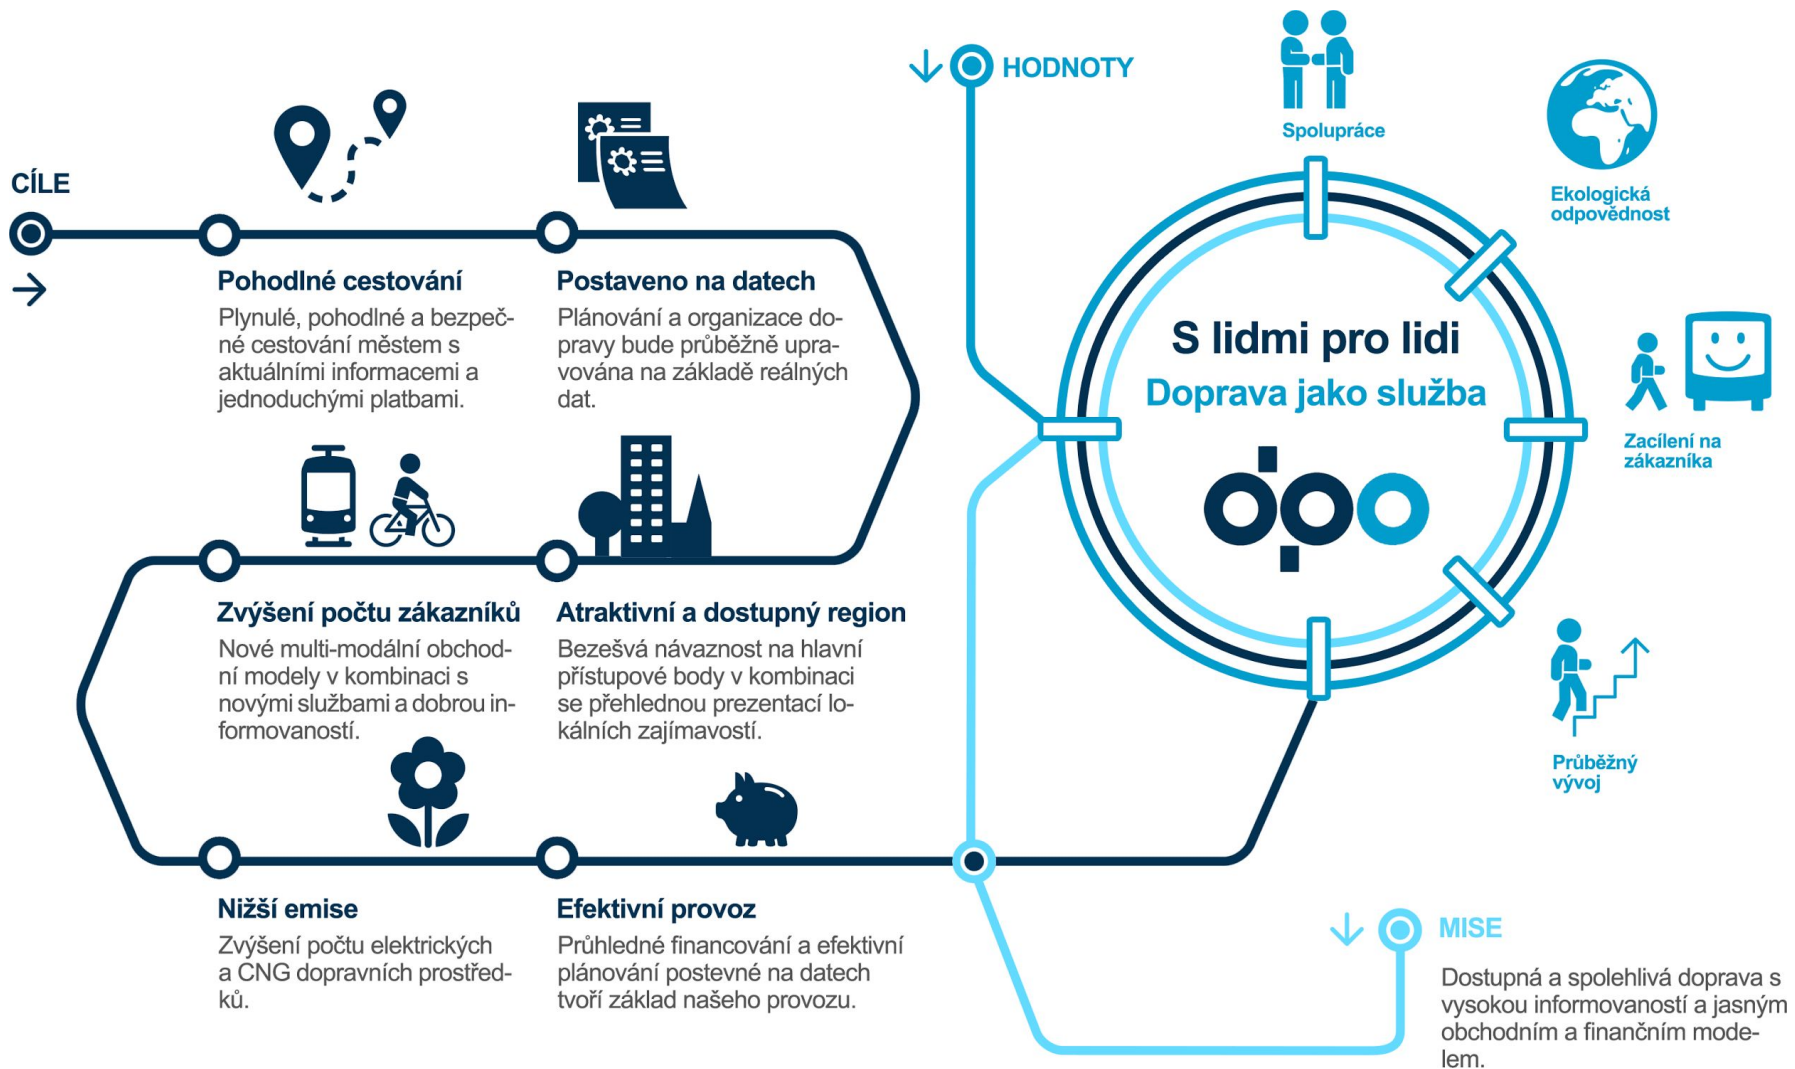 CÍLE
Pohodlné cestování
Plynulé, pohodlné a bezpeč-
né cestování městem s
aktuálními informacemi a
jednoduchými platbami.
Postaveno na datech
Plánování a organizace do-
pravy bude průběžně upra-
vována na základě reálných
dat.
Zvýšení počtu zákazníků
Nové multi-modální obchod-
ní modely v kombinaci s
novými službami a dobrou in-
formovaností.
Atraktivní a dostupný region
Bezešvá návaznost na hlavní
přístupové body v kombinaci
se přehlednou prezentací lo-
kálních zajímavostí.
Nižší emise
Zvýšení počtu elektrických
a CNG dopravních prostřed-
ků.
Efektivní provoz
Průhledné financování a efektivní
plánování postevné na datech
tvoří základ našeho provozu.
HODNOTY
Spolupráce
Ekologická
odpovědnost
Zacílení na
zákazníka
Průběžný
vývoj
S lidmi pro lidi
Doprava jako služba
dpo
MISE
Dostupná a spolehlivá doprava s
vysokou informovaností a jasným
obchodním a finančním mode-
lem.